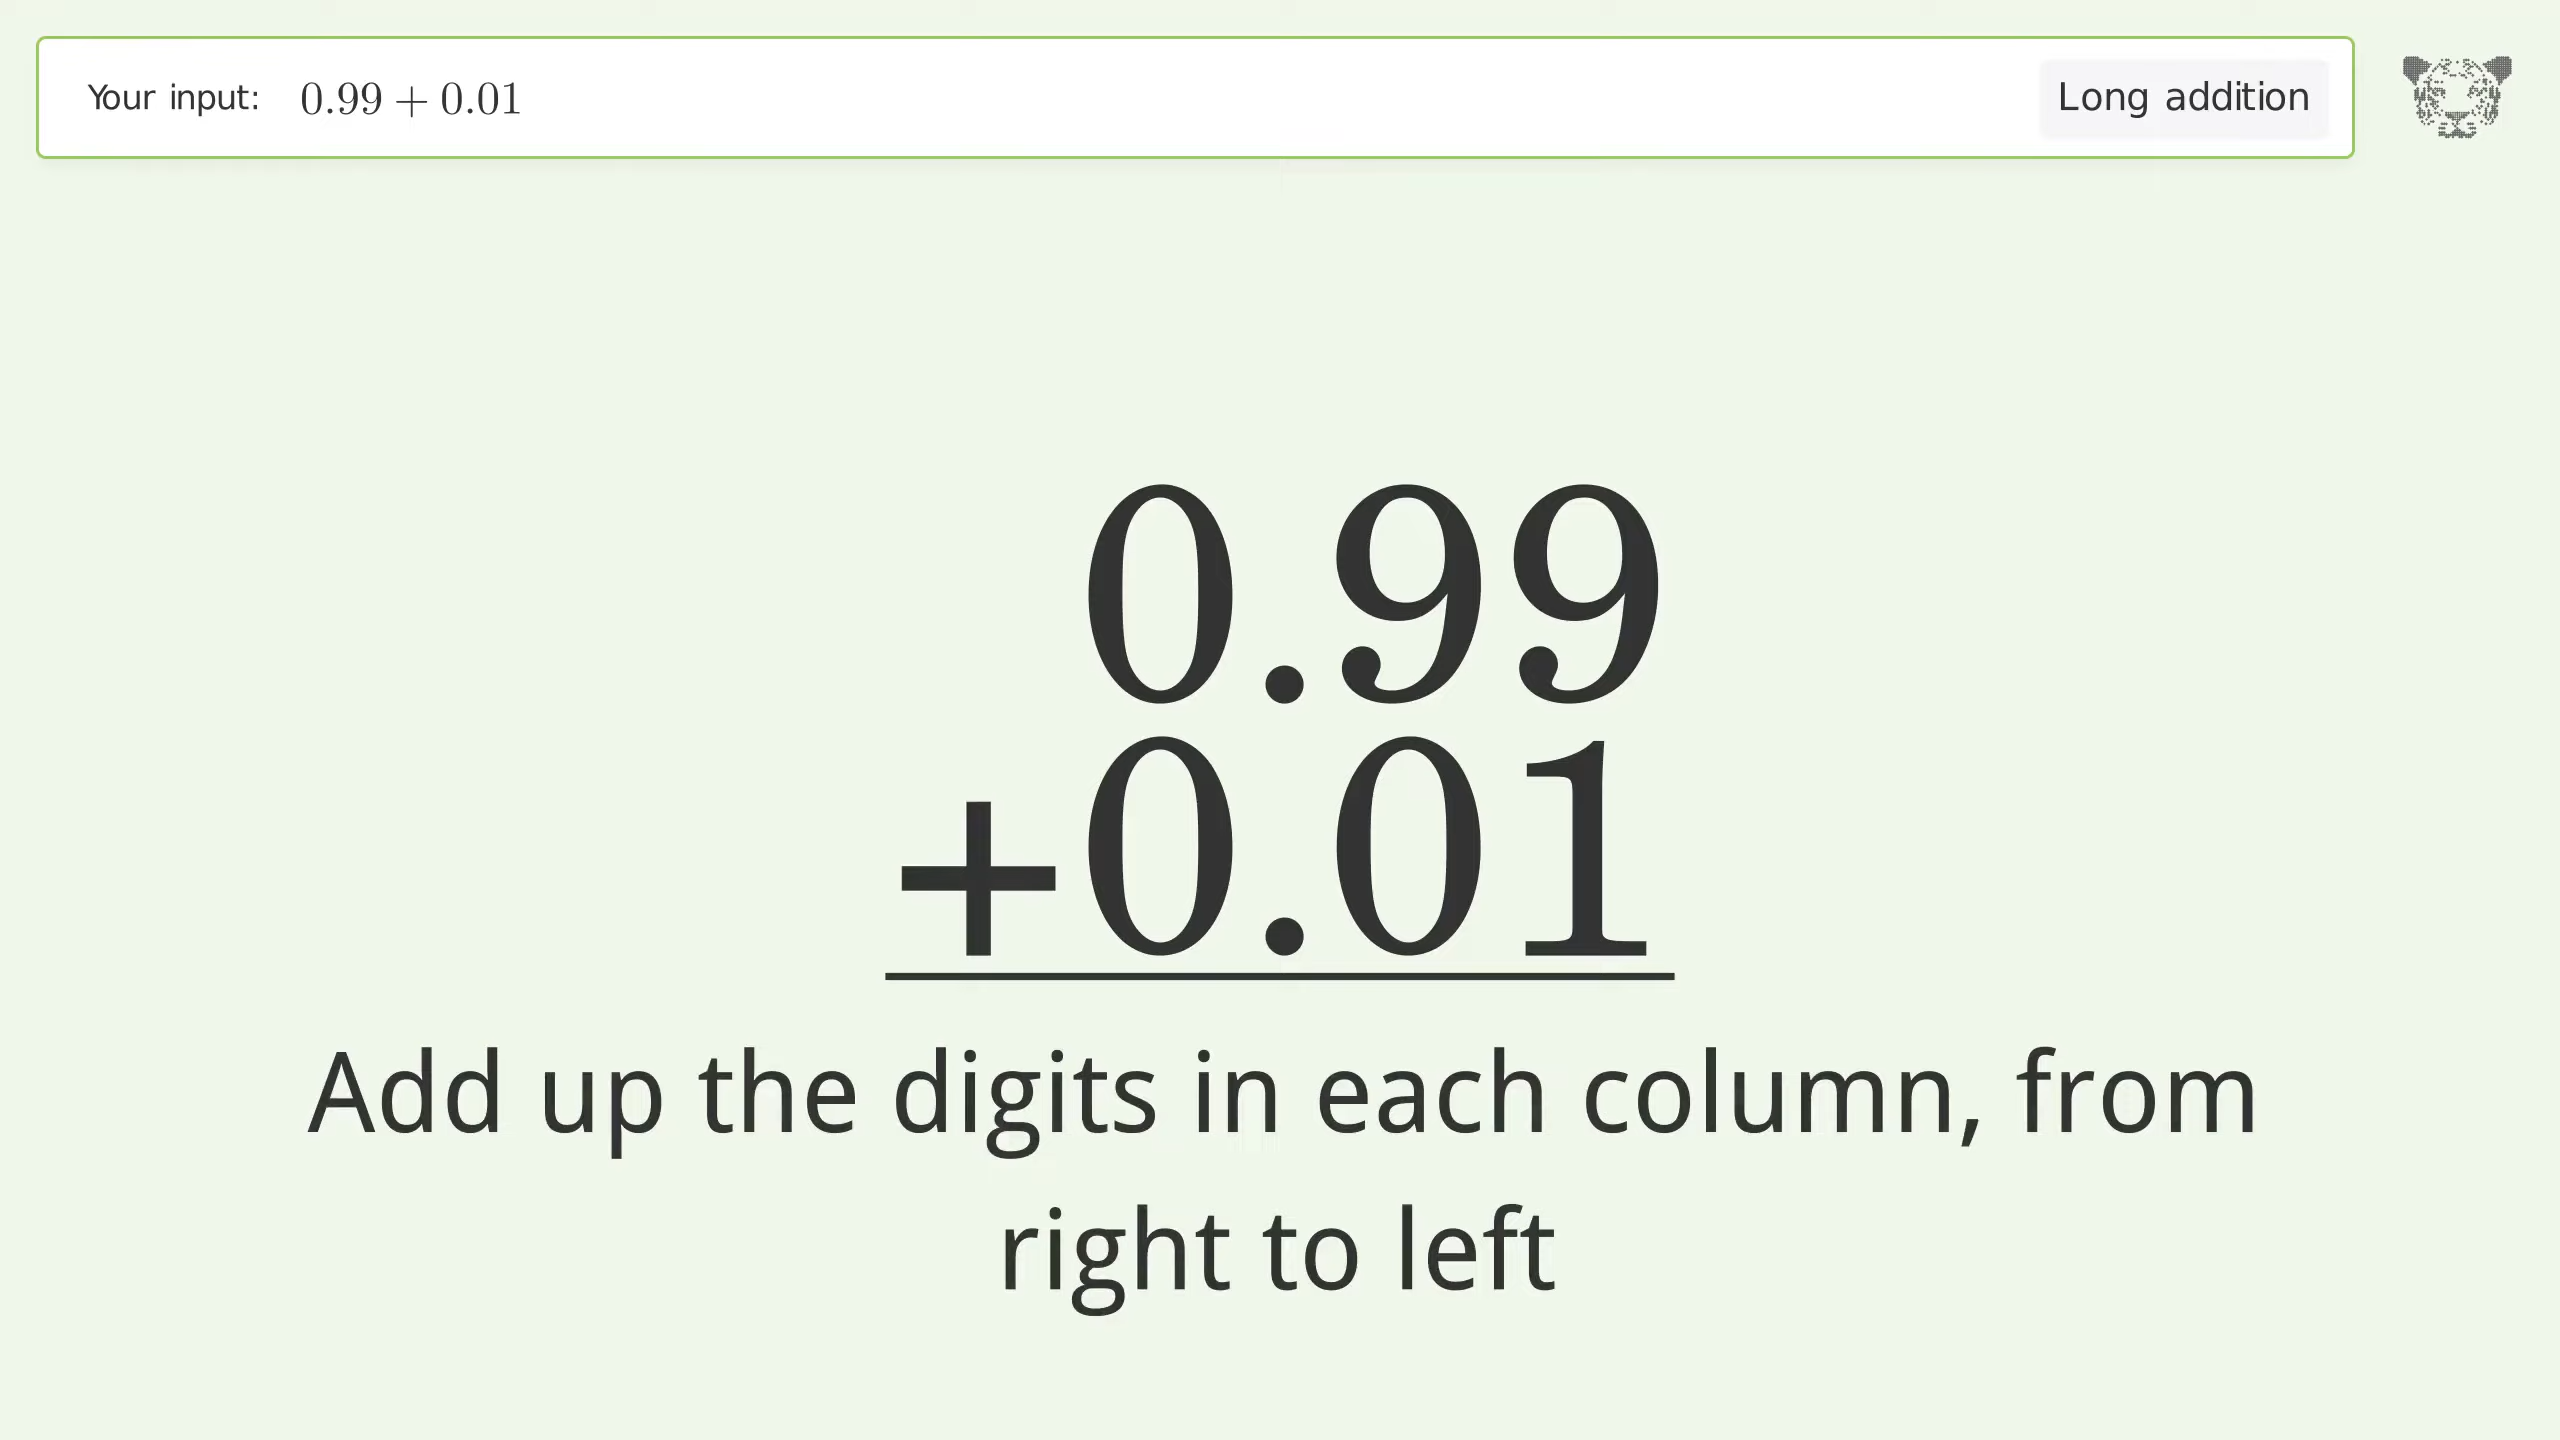 Your input: 0.99 + 0.01
Long addition
0.99
+0.01
Add up the digits in each column, from
right to left